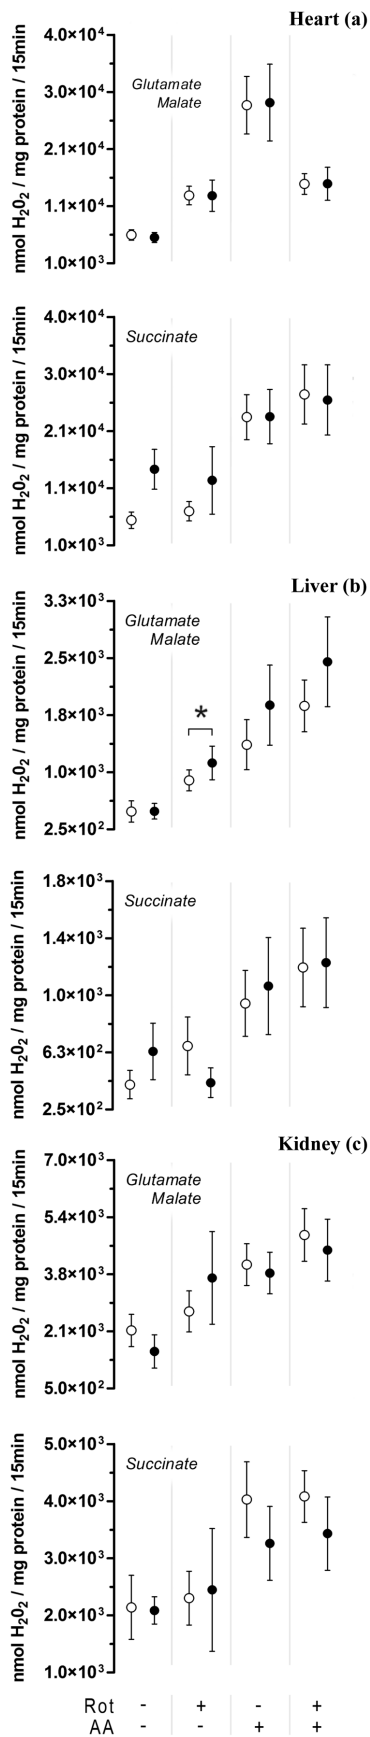 Heart (a)
nmol H₂0₂ / mg protein / 15min
4.0×10⁴
3.0×10⁴
2.1×10⁴
1.1×10⁴
1.0×10³
Glutamate
Malate
nmol H₂0₂ / mg protein / 15min
4.0×10⁴
3.0×10⁴
2.1×10⁴
1.1×10⁴
1.0×10³
Succinate
Liver (b)
nmol H₂0₂ / mg protein / 15min
3.3×10³
2.5×10³
1.8×10³
1.0×10³
2.5×10²
Glutamate
Malate
*
nmol H₂0₂ / mg protein / 15min
1.8×10³
1.4×10³
1.0×10³
6.3×10²
2.5×10²
Succinate
Kidney (c)
nmol H₂0₂ / mg protein / 15min
7.0×10³
5.4×10³
3.8×10³
2.1×10³
5.0×10²
Glutamate
Malate
nmol H₂0₂ / mg protein / 15min
5.0×10³
4.0×10³
3.0×10³
2.0×10³
1.0×10³
Succinate
Rot - + - +
AA - - + +